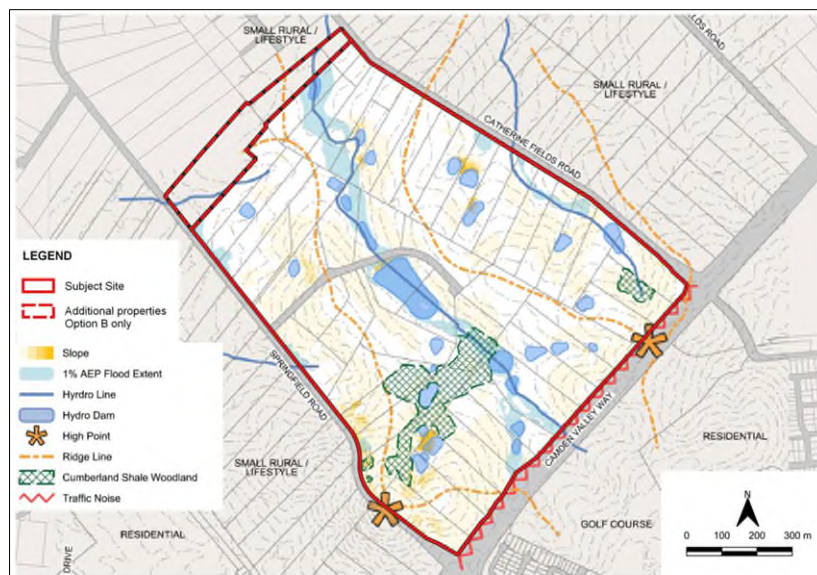 SMALL RURAL /
LIFESTYLE
LDS ROAD
SMALL RURAL /
LIFESTYLE
CATHERINE FIELDS ROAD
LEGEND
Subject Site
Additional properties
Option B only
Slope
1% AEP Flood Extent
Hyrdro Line
Hydro Dam
High Point
Ridge Line
Cumberland Shale Woodland
Traffic Noise
SPRINGFIELD ROAD
CAMDEN VALLEY WAY
RESIDENTIAL
SMALL RURAL /
LIFESTYLE
RESIDENTIAL
GOLF COURSE
DRIVE
N
0 100 200 300 m